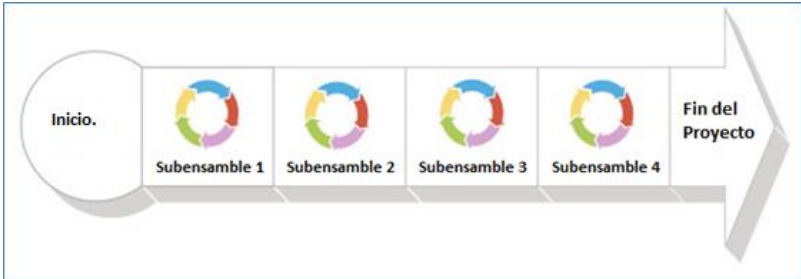 Inicio.
Subensamble 1
Subensamble 2
Subensamble 3
Subensamble 4
Fin del
Proyecto